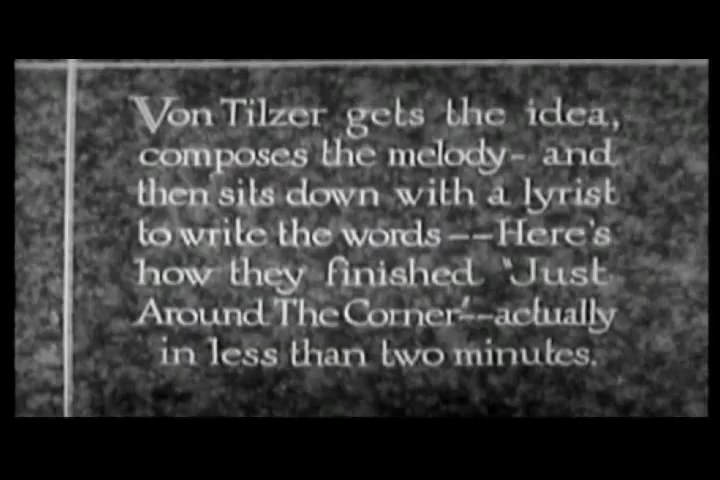 Von Tilzer gets the idea,
composes the melody- and
then sits down with a lyrist
to write the words -- Here's
how they finished "Just
Around The Corner"--actually
in less than two minutes.